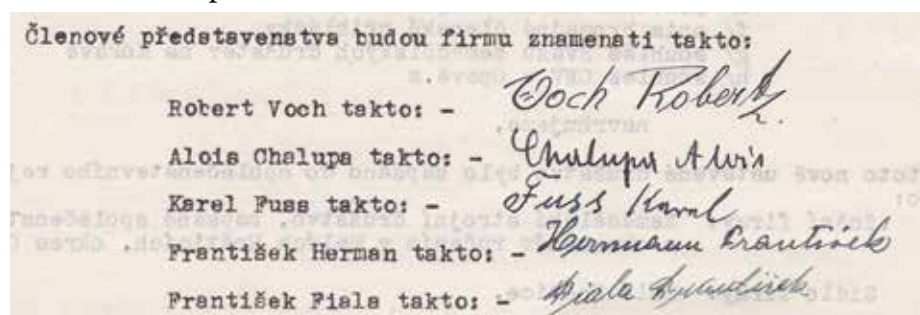 Členové představenstva budou firmu znamenati takto:
Robert Voch takto: - Voch Robert
Alois Chalupa takto: - Chalupa Alois
Karel Fuss takto: - Fuss Karel
František Herman takto: - Hermann František
František Fiala takto: - Fiala František